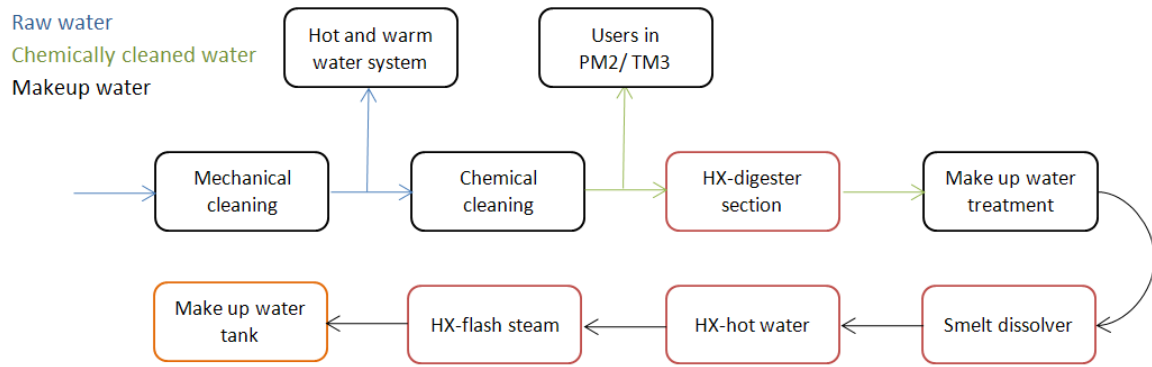 Raw water
Chemically cleaned water
Makeup water
Hot and warm
water system
Users in
PM2/ TM3
Mechanical
cleaning
Chemical
cleaning
HX-digester
section
Make up water
treatment
Make up water
tank
HX-flash steam
HX-hot water
Smelt dissolver